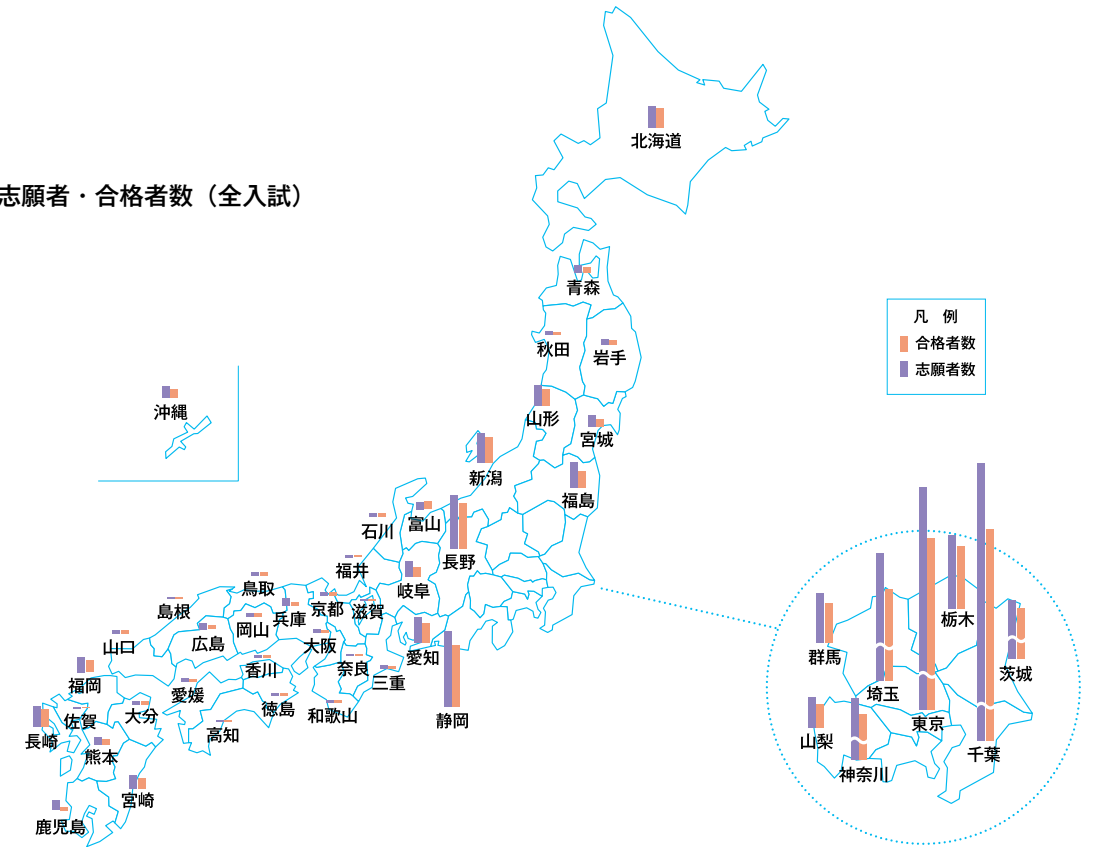 北海道
志願者・合格者数（全入試）
青森
凡　例
合格者数
志願者数
秋田
岩手
沖縄
山形
宮城
新潟
福島
石川
富山
長野
福井
岐阜
鳥取
島根
京都
滋賀
兵庫
岡山
広島
山口
大阪
栃木
群馬
茨城
愛知
奈良
香川
三重
福岡
愛媛
埼玉
徳島
和歌山
大分
佐賀
静岡
東京
高知
長崎
山梨
熊本
千葉
神奈川
宮崎
鹿児島